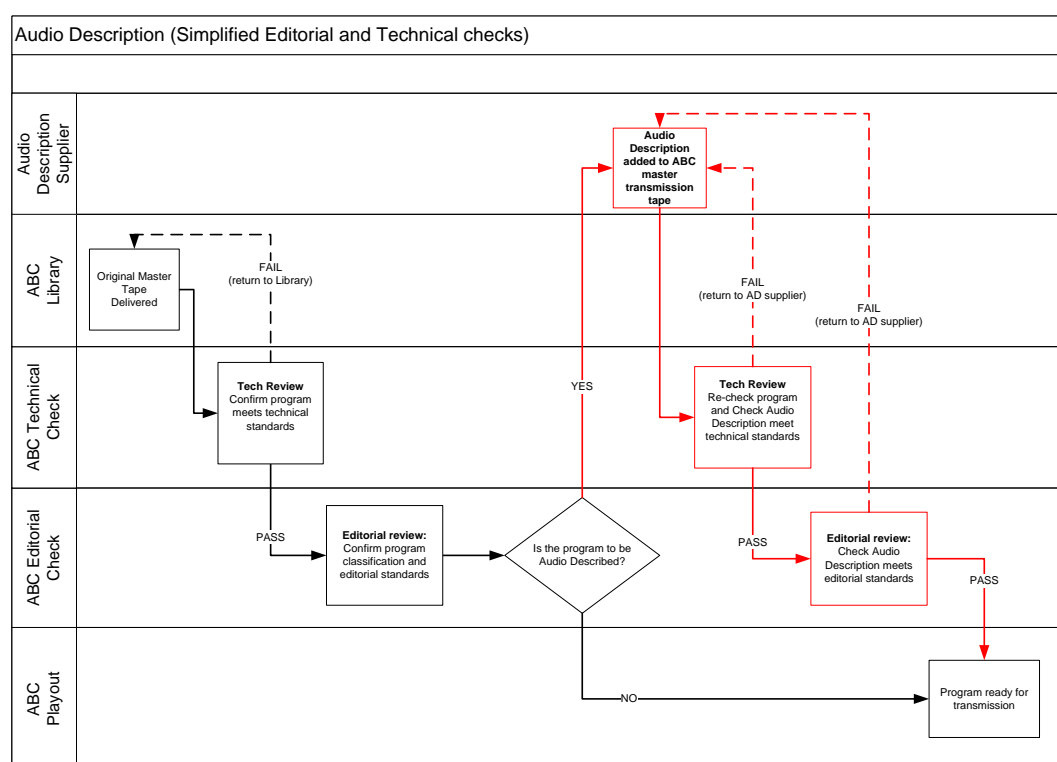 Audio Description (Simplified Editorial and Technical checks)
Audio
Description
Supplier
Audio
Description
added to ABC
master
transmission
tape
ABC
Library
Original Master
Tape
Delivered
FAIL
(return to Library)
FAIL
(return to AD supplier)
FAIL
(return to AD supplier)
ABC Technical
Check
Tech Review
Confirm program
meets technical
standards
YES
Tech Review
Re-check program
and Check Audio
Description meet
technical standards
ABC Editorial
Check
PASS
Editorial review:
Confirm program
classification and
editorial standards
Is the program to be
Audio Described?
PASS
Editorial review:
Check Audio
Description meets
editorial standards
PASS
ABC
Playout
NO
Program ready for
transmission